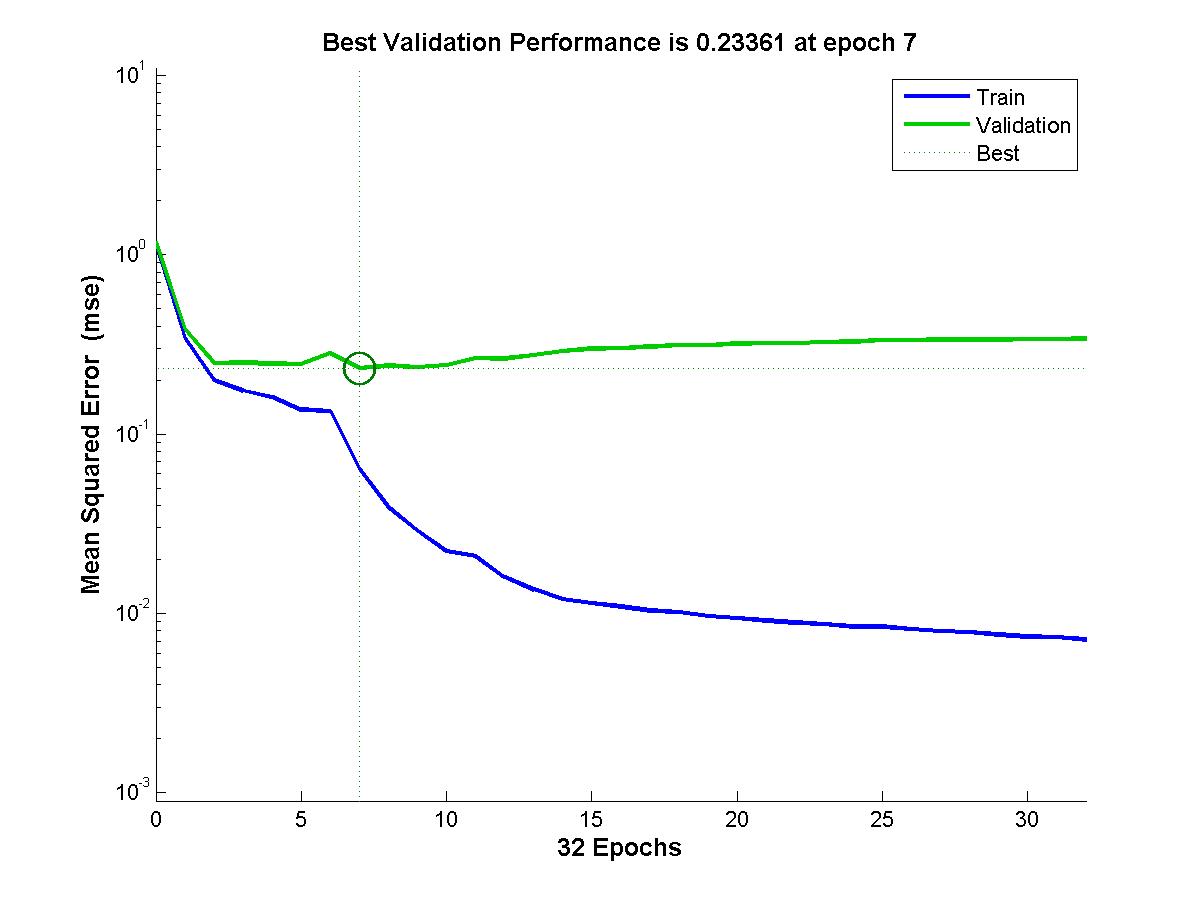 Best Validation Performance is 0.23361 at epoch 7
Train
Validation
Best
Mean Squared Error (mse)
10^1
10^0
10^-1
10^-2
10^-3
0 5 10 15 20 25 30
32 Epochs